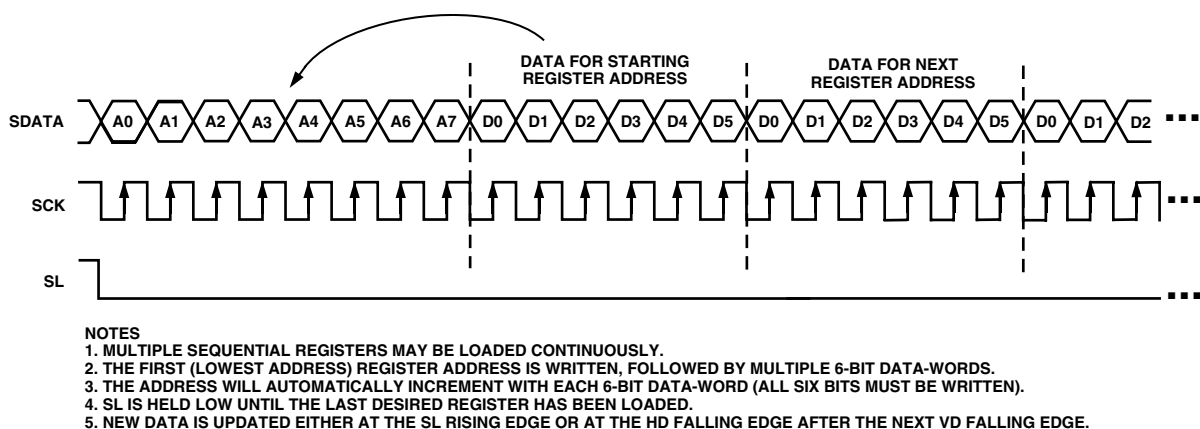 DATA FOR STARTING
REGISTER ADDRESS
DATA FOR NEXT
REGISTER ADDRESS
SDATA A0 A1 A2 A3 A4 A5 A6 A7 D0 D1 D2 D3 D4 D5 D0 D1 D2 D3 D4 D5 D0 D1 D2 ...
SCK ...
SL ...
NOTES
1. MULTIPLE SEQUENTIAL REGISTERS MAY BE LOADED CONTINUOUSLY.
2. THE FIRST (LOWEST ADDRESS) REGISTER ADDRESS IS WRITTEN, FOLLOWED BY MULTIPLE 6-BIT DATA-WORDS.
3. THE ADDRESS WILL AUTOMATICALLY INCREMENT WITH EACH 6-BIT DATA-WORD (ALL SIX BITS MUST BE WRITTEN).
4. SL IS HELD LOW UNTIL THE LAST DESIRED REGISTER HAS BEEN LOADED.
5. NEW DATA IS UPDATED EITHER AT THE SL RISING EDGE OR AT THE HD FALLING EDGE AFTER THE NEXT VD FALLING EDGE.